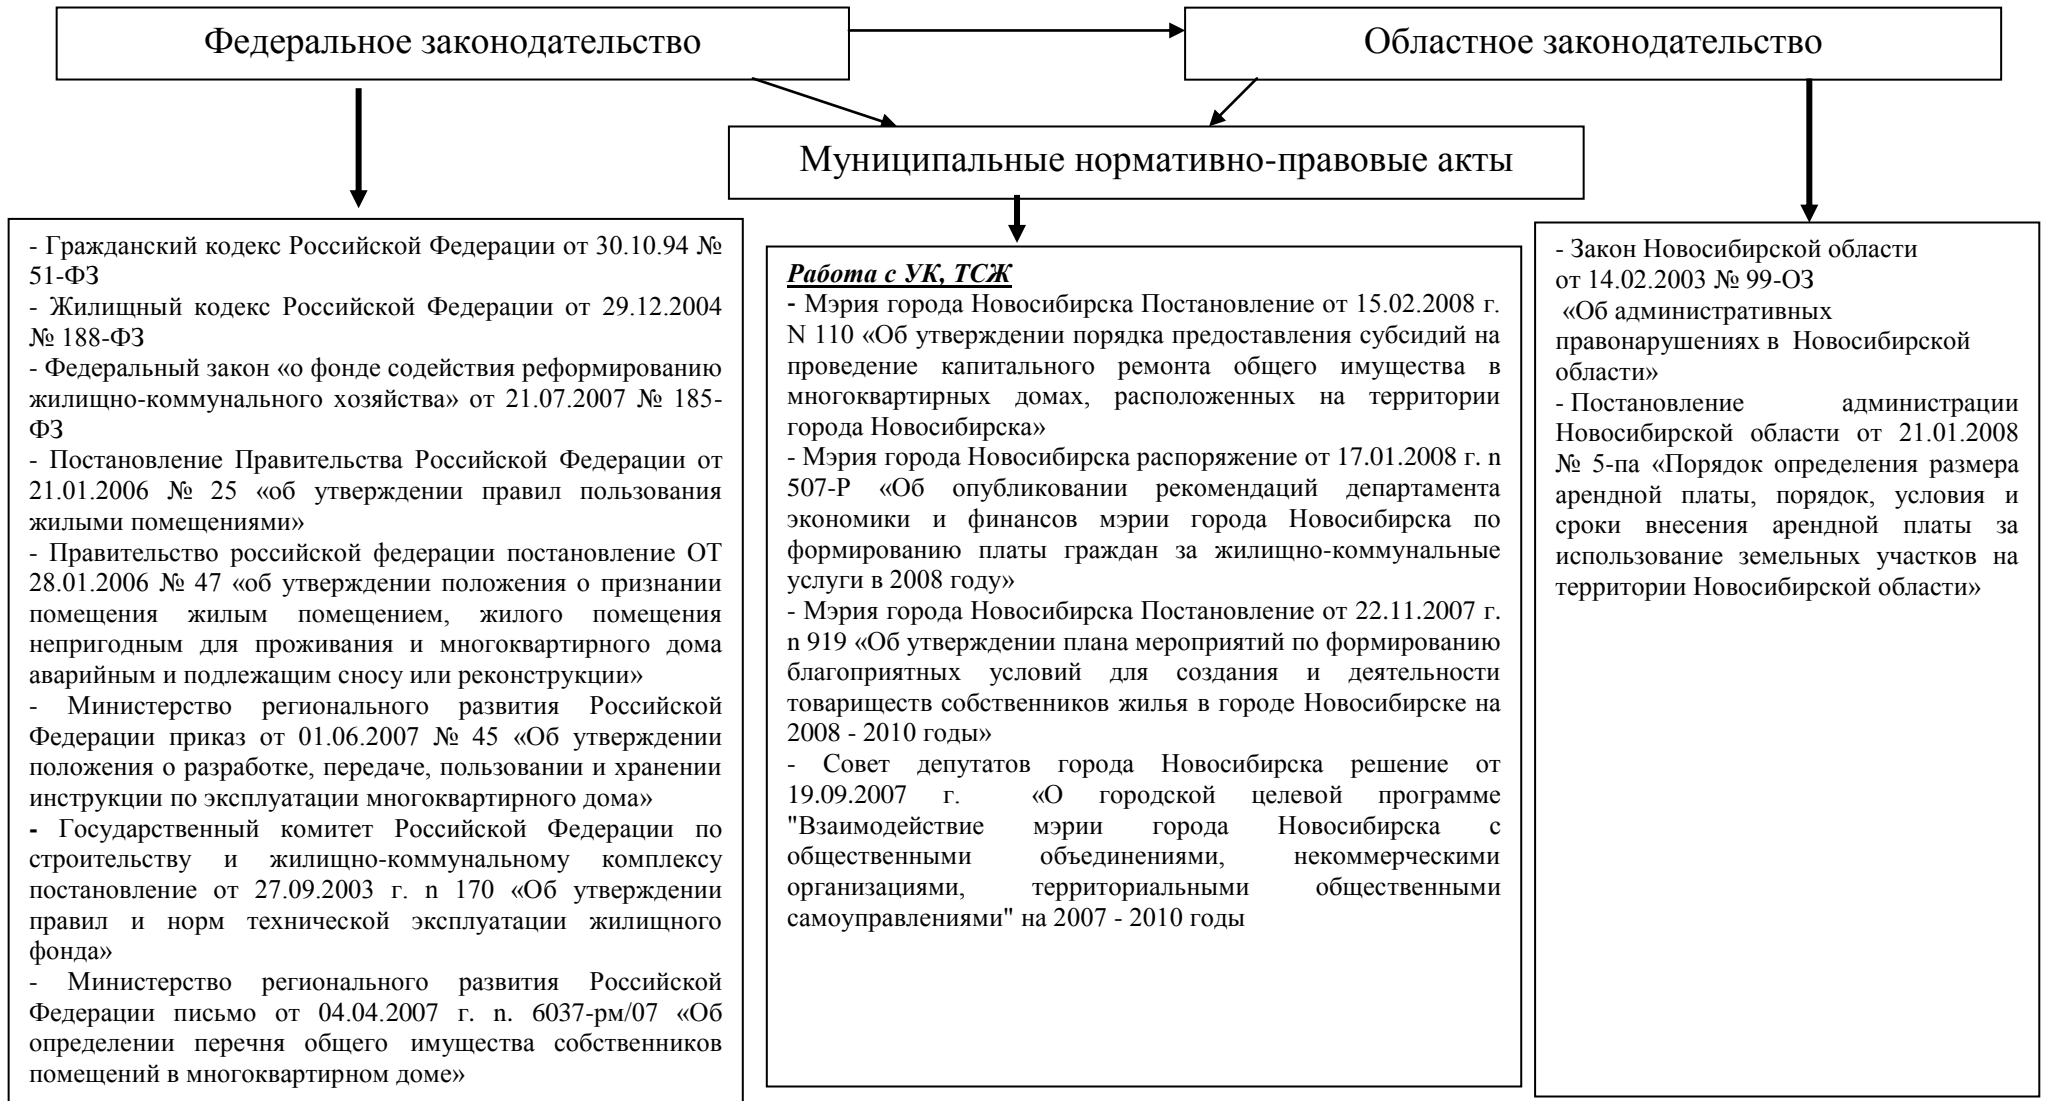 Федеральное законодательство
Областное законодательство
Муниципальные нормативно-правовые акты
- Гражданский кодекс Российской Федерации от 30.10.94 №
51-ФЗ
- Жилищный кодекс Российской Федерации от 29.12.2004
№ 188-ФЗ
- Федеральный закон «о фонде содействия реформированию
жилищно-коммунального хозяйства» от 21.07.2007 № 185-
ФЗ
- Постановление Правительства Российской Федерации от
21.01.2006 № 25 «об утверждении правил пользования
жилыми помещениями»
- Правительство российской федерации постановление ОТ
28.01.2006 № 47 «об утверждении положения о признании
помещения жилым помещением, жилого помещения
непригодным для проживания и многоквартирного дома
аварийным и подлежащим сносу или реконструкции»
- Министерство регионального развития Российской
Федерации приказ от 01.06.2007 № 45 «Об утверждении
положения о разработке, передаче, пользовании и хранении
инструкции по эксплуатации многоквартирного дома»
- Государственный комитет Российской Федерации по
строительству и жилищно-коммунальному комплексу
постановление от 27.09.2003 г. n 170 «Об утверждении
правил и норм технической эксплуатации жилищного
фонда»
- Министерство регионального развития Российской
Федерации письмо от 04.04.2007 г. n. 6037-рм/07 «Об
определении перечня общего имущества собственников
помещений в многоквартирном доме»
Работа с УК, ТСЖ
- Мэрия города Новосибирска Постановление от 15.02.2008 г.
N 110 «Об утверждении порядка предоставления субсидий на
проведение капитального ремонта общего имущества в
многоквартирных домах, расположенных на территории
города Новосибирска»
- Мэрия города Новосибирска распоряжение от 17.01.2008 г. n
507-Р «Об опубликовании рекомендаций департамента
экономики и финансов мэрии города Новосибирска по
формированию платы граждан за жилищно-коммунальные
услуги в 2008 году»
- Мэрия города Новосибирска Постановление от 22.11.2007 г.
n 919 «Об утверждении плана мероприятий по формированию
благоприятных условий для создания и деятельности
товариществ собственников жилья в городе Новосибирске на
2008 - 2010 годы»
- Совет депутатов города Новосибирска решение от
19.09.2007 г. «О городской целевой программе
"Взаимодействие мэрии города Новосибирска с
общественными объединениями, некоммерческими
организациями, территориальными общественными
самоуправлениями" на 2007 - 2010 годы
- Закон Новосибирской области
от 14.02.2003 № 99-ОЗ
«Об административных
правонарушениях в Новосибирской
области»
- Постановление администрации
Новосибирской области от 21.01.2008
№ 5-па «Порядок определения размера
арендной платы, порядок, условия и
сроки внесения арендной платы за
использование земельных участков на
территории Новосибирской области»